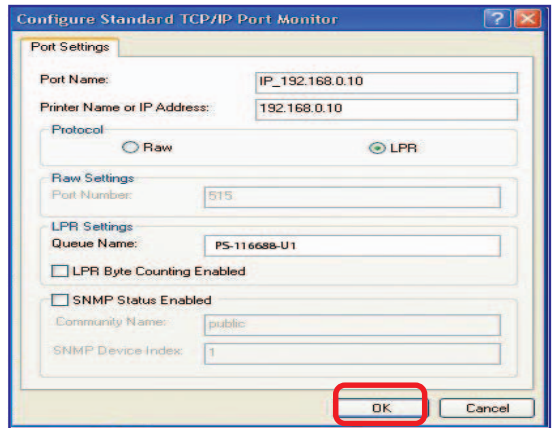 Configure Standard TCP/IP Port Monitor
Port Settings
Port Name: IP_192.168.0.10
Printer Name or IP Address: 192.168.0.10
Protocol
Raw LPR
Raw Settings
Port Number: 515
LPR Settings
Queue Name: PS-116688-U1
LPR Byte Counting Enabled
SNMP Status Enabled
Community Name: public
SNMP Device Index: 1
OK Cancel